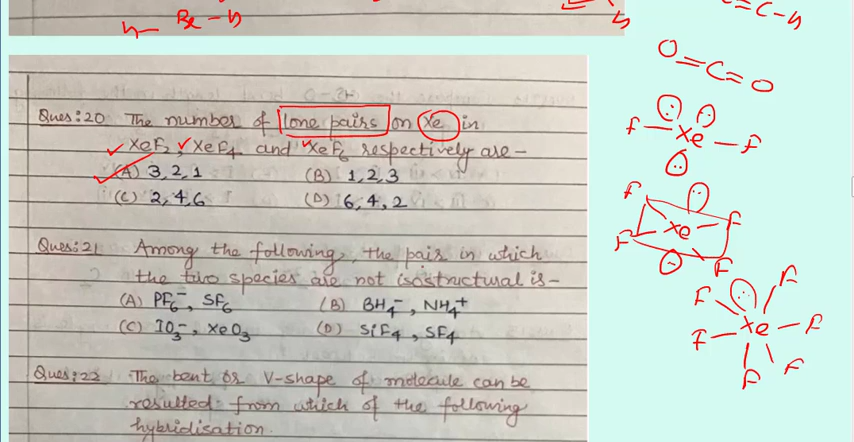 H— Be —H
C=C—H
H
O=C=O
Ques:20 The number of lone pairs on Xe in
XeF₂, XeF₄ and XeF₆ respectively are—
(A) 3,2,1 (B) 1,2,3
(C) 2,4,6 (D) 6,4,2
F—Xe—F
F F
Xe
F F
Ques:21 Among the following, the pair in which
the two species are not isostructural is—
(A) PF₆⁻, SF₆ (B) BH₄⁻, NH₄⁺
(C) IO₃⁻, XeO₃ (D) SiF₄, SF₄
F F
Xe—F
F
F F
Ques:22 The bent or V-shape of molecule can be
resulted from which of the following
hybridisation.